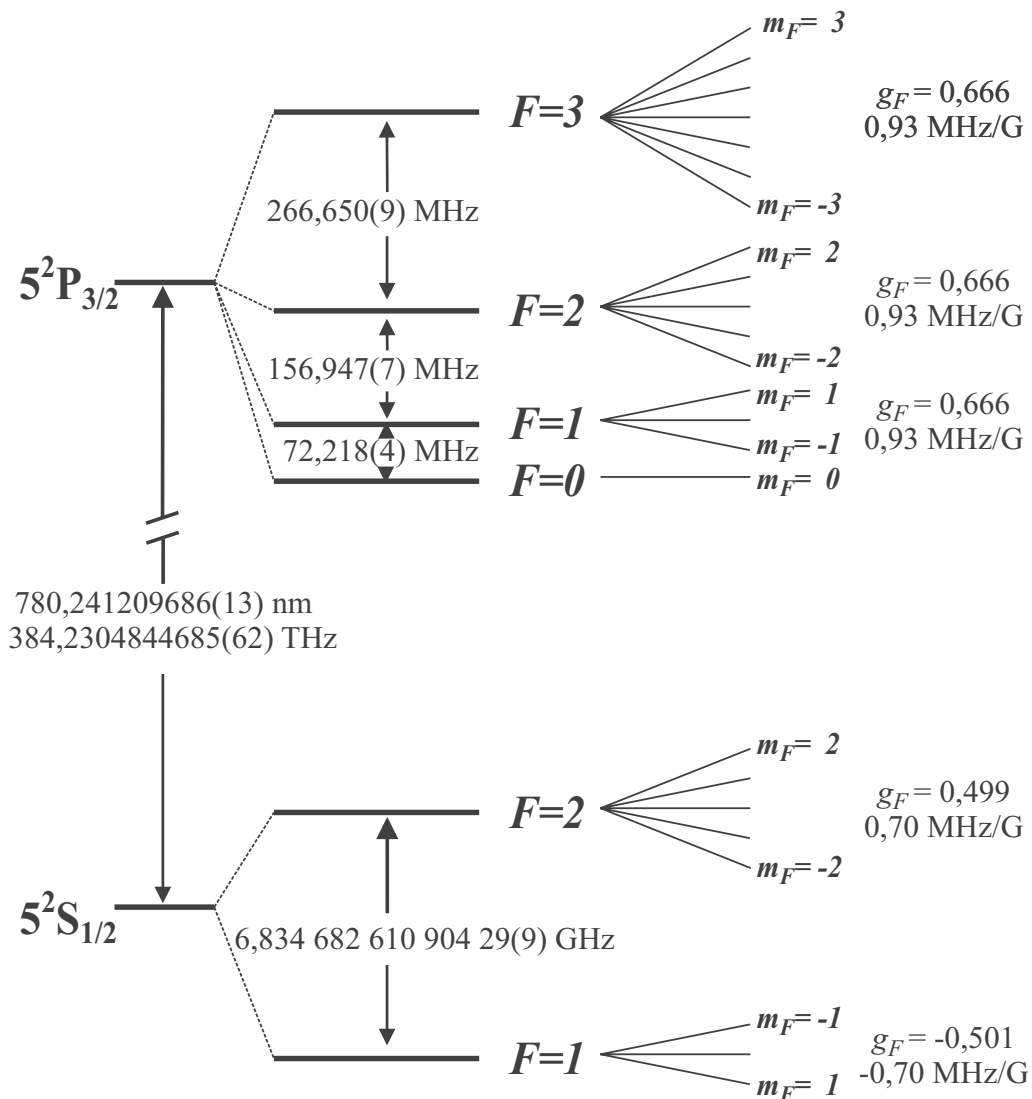 m_F= 3
F=3
g_F = 0,666
0,93 MHz/G
266,650(9) MHz
m_F= -3
5²P₃/₂
m_F= 2
F=2
g_F = 0,666
0,93 MHz/G
156,947(7) MHz
m_F= -2
m_F= 1
F=1
g_F = 0,666
0,93 MHz/G
72,218(4) MHz
m_F= -1
F=0
m_F= 0
780,241209686(13) nm
384,2304844685(62) THz
m_F= 2
F=2
g_F = 0,499
0,70 MHz/G
m_F= -2
5²S₁/₂
6,834 682 610 904 29(9) GHz
m_F= -1
F=1
g_F = -0,501
-0,70 MHz/G
m_F= 1